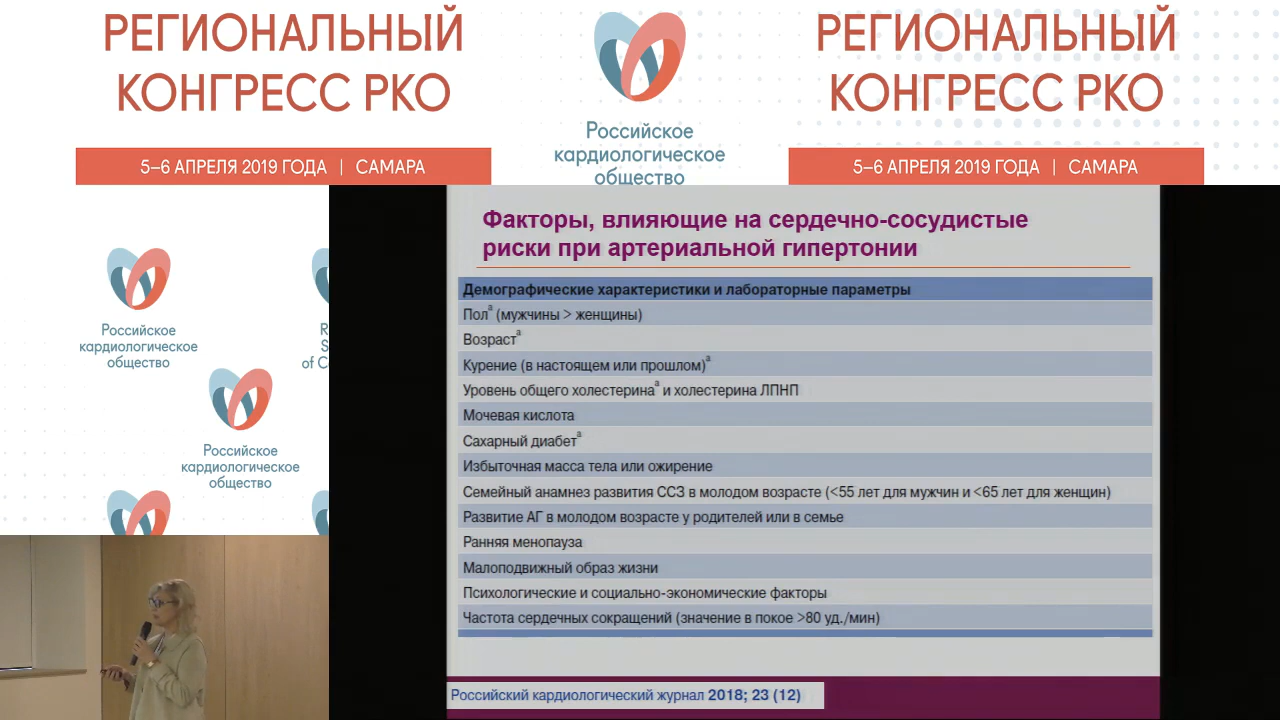 РЕГИОНАЛЬНЫЙ
КОНГРЕСС РКО
5–6 АПРЕЛЯ 2019 ГОДА | САМАРА
Российское
кардиологическое
общество
РЕГИОНАЛЬНЫЙ
КОНГРЕСС РКО
5–6 АПРЕЛЯ 2019 ГОДА | САМАРА
Российское
кардиологическое
общество
R
S
of C
Российское
кардиологическое
общество
Факторы, влияющие на сердечно-сосудистые
риски при артериальной гипертонии
Демографические характеристики и лабораторные параметры
Полª (мужчины > женщины)
Возрастª
Курение (в настоящем или прошлом)ª
Уровень общего холестеринаª и холестерина ЛПНП
Мочевая кислота
Сахарный диабетª
Избыточная масса тела или ожирение
Семейный анамнез развития ССЗ в молодом возрасте (<55 лет для мужчин и <65 лет для женщин)
Развитие АГ в молодом возрасте у родителей или в семье
Ранняя менопауза
Малоподвижный образ жизни
Психологические и социально-экономические факторы
Частота сердечных сокращений (значение в покое >80 уд./мин)
Российский кардиологический журнал 2018; 23 (12)